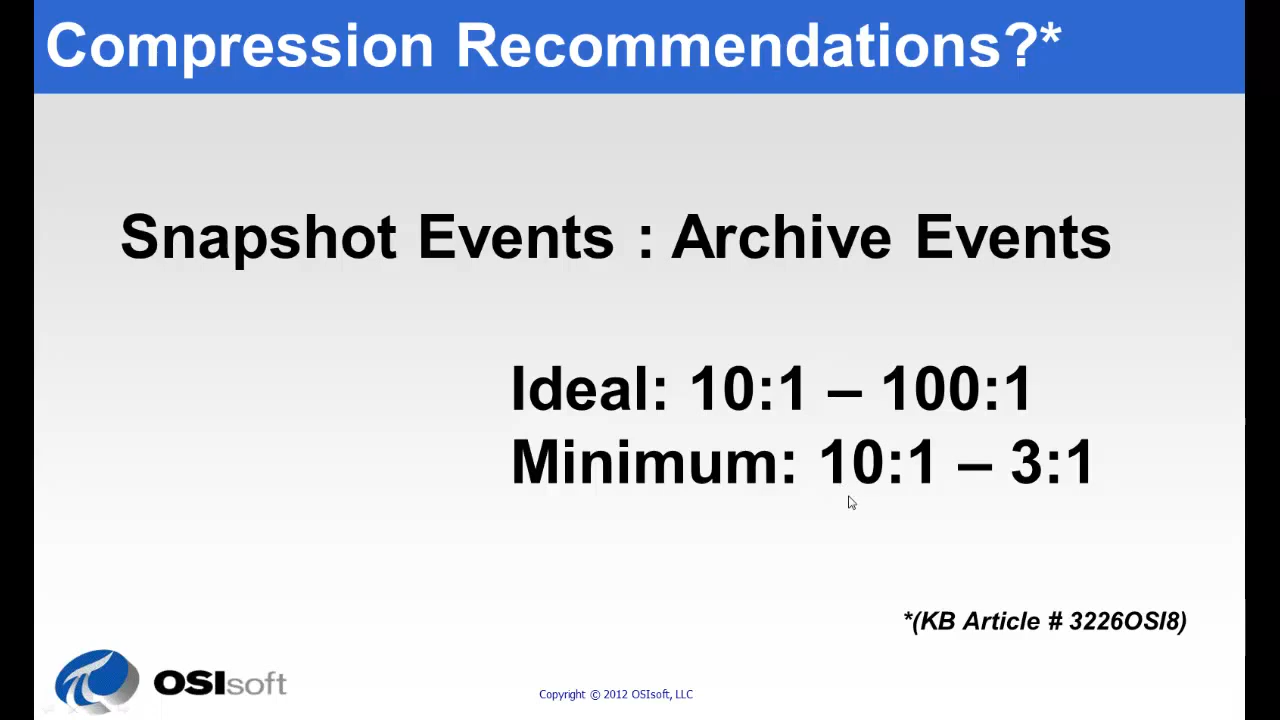 Compression Recommendations?*
Snapshot Events : Archive Events
Ideal: 10:1 – 100:1
Minimum: 10:1 – 3:1
*(KB Article # 3226OSI8)
OSIsoft
Copyright © 2012 OSIsoft, LLC